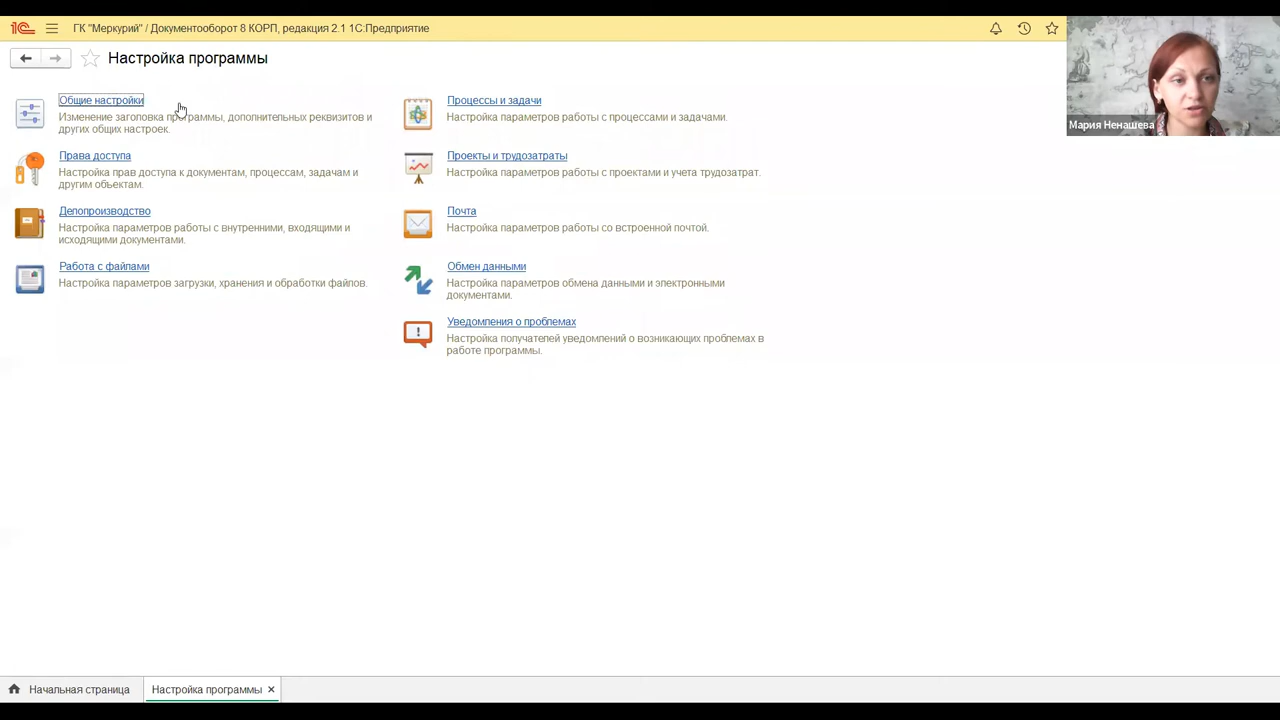 1С
ГК "Меркурий" / Документооборот 8 КОРП, редакция 2.1 1С:Предприятие
Настройка программы
Общие настройки
Изменение заголовка программы, дополнительных реквизитов и
других общих настроек.
Права доступа
Настройка прав доступа к документам, процессам, задачам и
другим объектам.
Делопроизводство
Настройка параметров работы с внутренними, входящими и
исходящими документами.
Работа с файлами
Настройка параметров загрузки, хранения и обработки файлов.
Процессы и задачи
Настройка параметров работы с процессами и задачами.
Проекты и трудозатраты
Настройка параметров работы с проектами и учета трудозатрат.
Почта
Настройка параметров работы со встроенной почтой.
Обмен данными
Настройка параметров обмена данными и электронными
документами.
Уведомления о проблемах
Настройка получателей уведомлений о возникающих проблемах в
работе программы.
Мария Ненашева
Начальная страница
Настройка программы